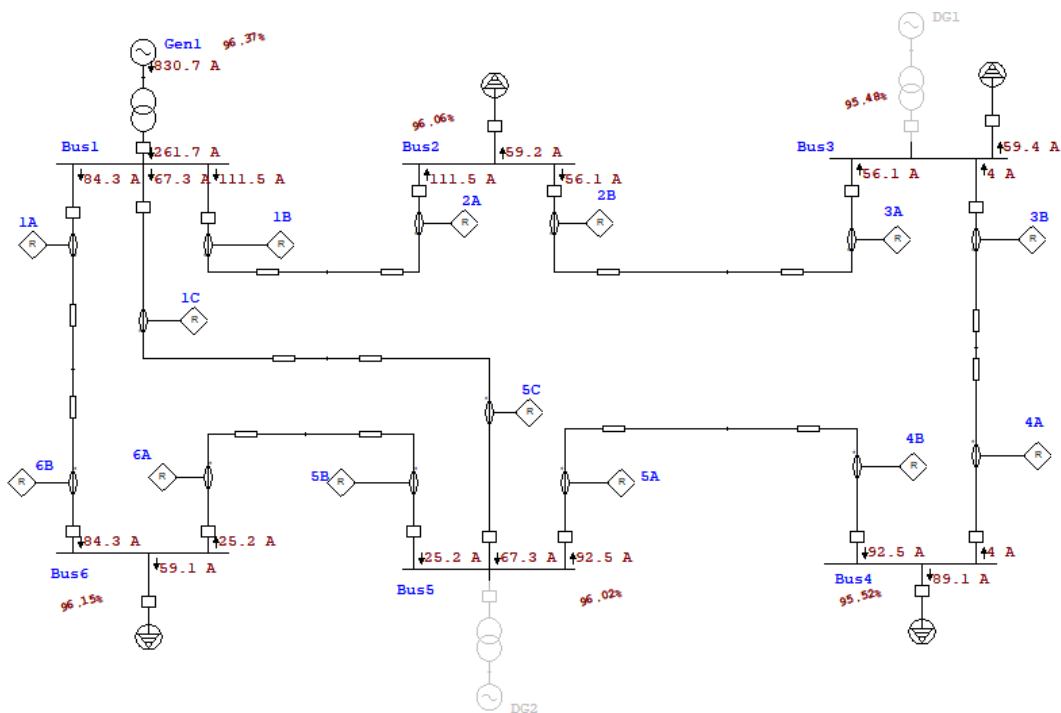 DG1
Gen1
96.37%
830.7 A
95.48%
96.06%
Bus1
261.7 A
Bus2
59.2 A
Bus3
59.4 A
84.3 A
67.3 A
111.5 A
111.5 A
56.1 A
56.1 A
4 A
1A
R
1B
R
2A
R
2B
R
3A
R
3B
R
1C
R
5C
R
6B
R
6A
R
5B
R
5A
R
4B
R
4A
R
84.3 A
25.2 A
25.2 A
67.3 A
92.5 A
92.5 A
4 A
Bus6
59.1 A
Bus5
Bus4
89.1 A
96.15%
96.02%
95.52%
DG2